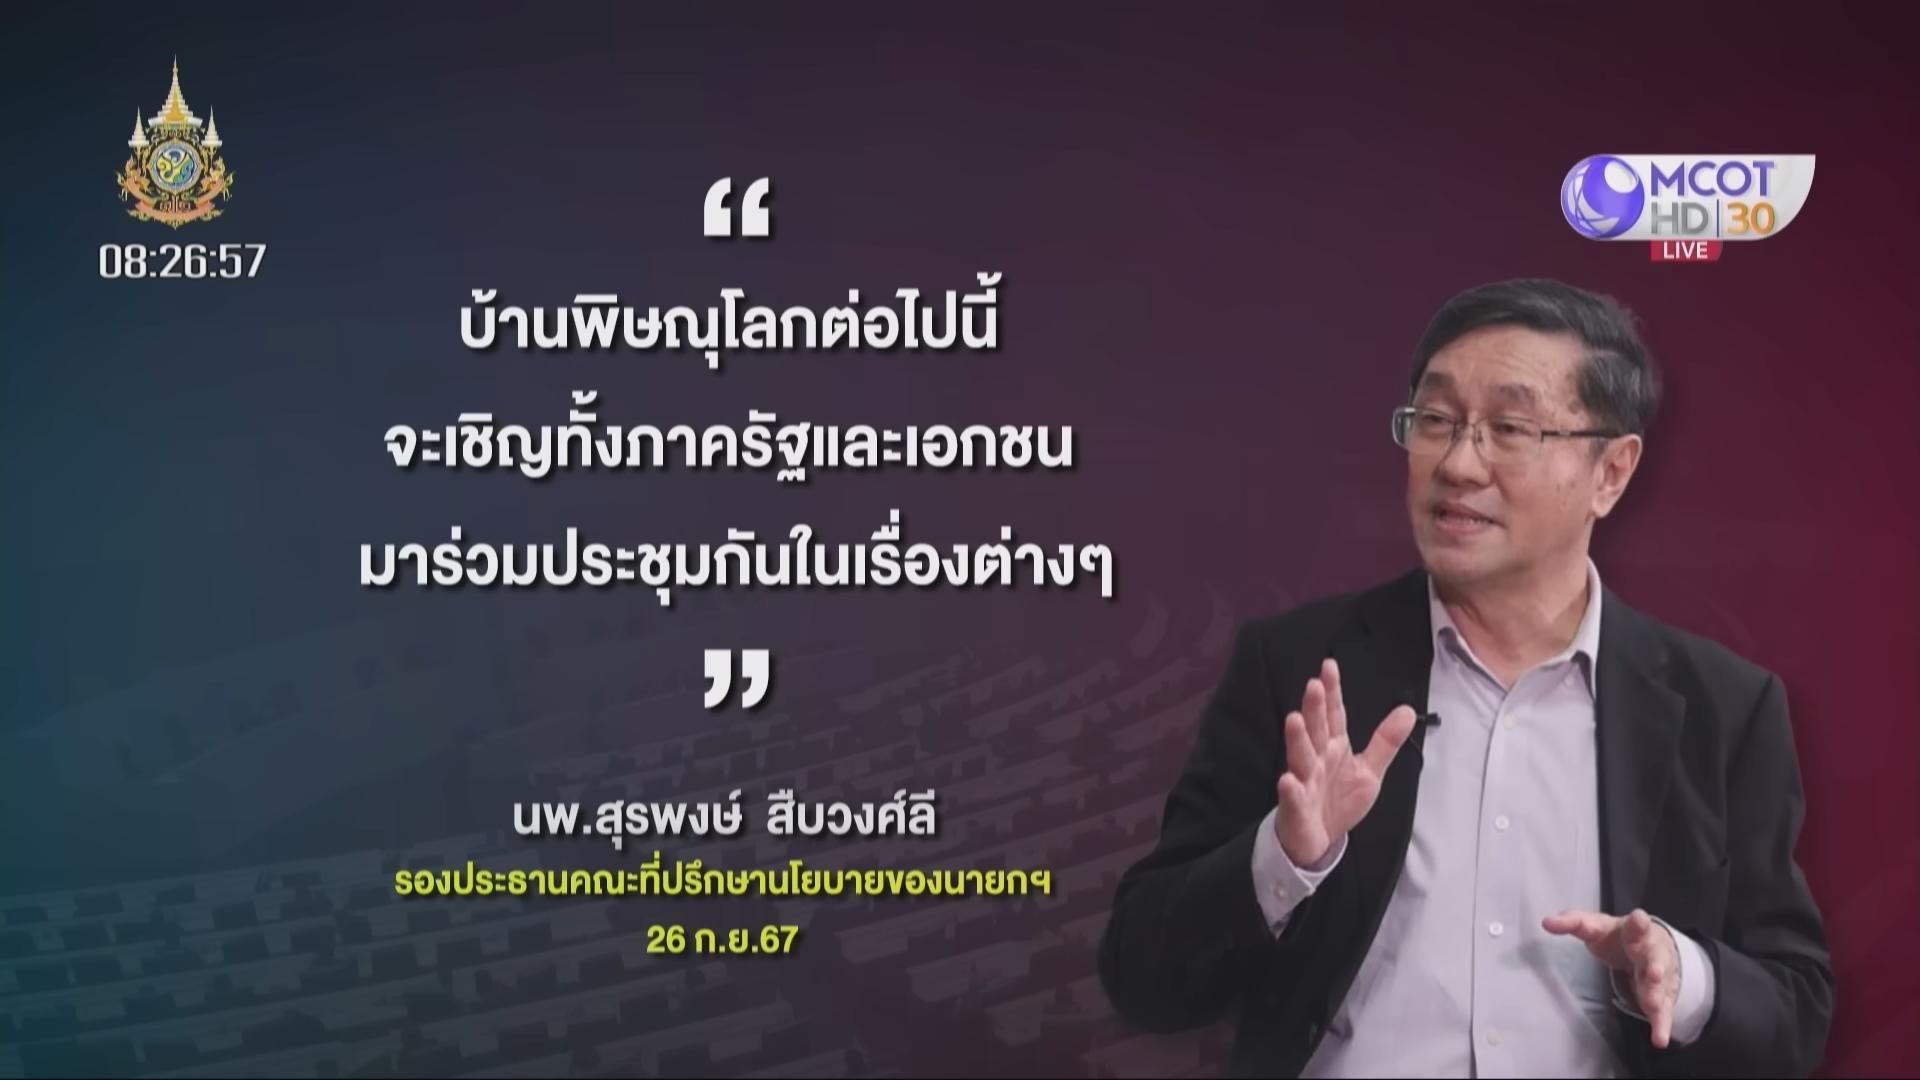 08:26:57
MCOT
HD|30
LIVE
“
บ้านพิษณุโลกต่อไปนี้
จะเชิญทั้งภาครัฐและเอกชน
มาร่วมประชุมกันในเรื่องต่างๆ
”
นพ.สุรพงษ์ สืบวงศ์ลี
รองประธานคณะที่ปรึกษานโยบายของนายกฯ
26 ก.ย.67